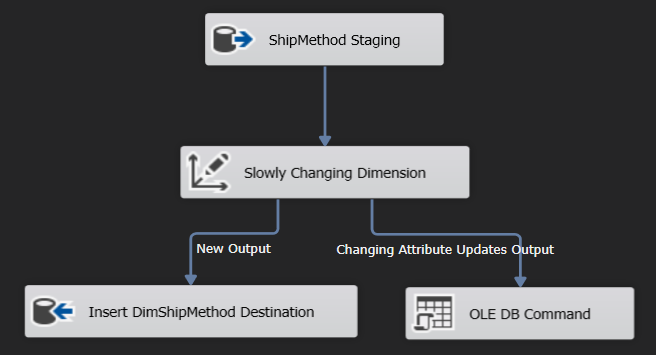 ShipMethod Staging
Slowly Changing Dimension
New Output
Changing Attribute Updates Output
Insert DimShipMethod Destination
OLE DB Command